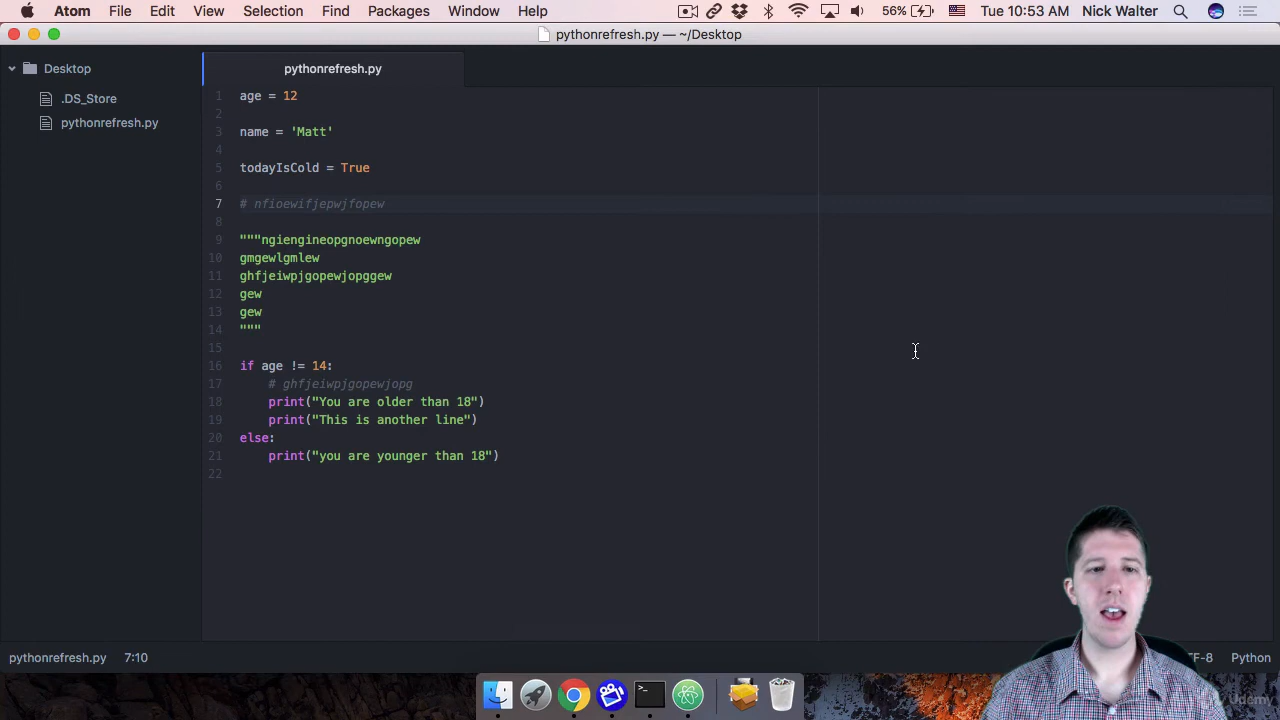 Atom File Edit View Selection Find Packages Window Help 56% Tue 10:53 AM Nick Walter
pythonrefresh.py — ~/Desktop
Desktop
pythonrefresh.py
.DS_Store
pythonrefresh.py
1 age = 12
2
3 name = 'Matt'
4
5 todayIsCold = True
6
7 # nfioewifjepwjfopew
8
9 """ngiengineopgnoewngopew
10 gmgewlgmlew
11 ghfjeiwpjgopewjopggew
12 gew
13 gew
14 """
15
16 if age != 14:
17 # ghfjeiwpjgopewjopg
18 print("You are older than 18")
19 print("This is another line")
20 else:
21 print("you are younger than 18")
22
pythonrefresh.py 7:10 TF-8 Python
>_
Udemy